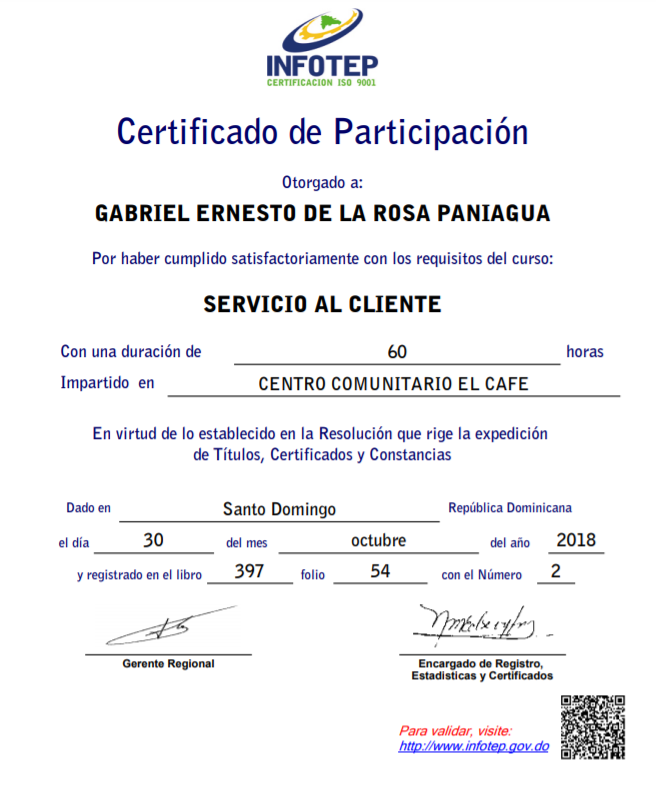 INFOTEP
CERTIFICACION ISO 9001
Certificado de Participación
Otorgado a:
GABRIEL ERNESTO DE LA ROSA PANIAGUA
Por haber cumplido satisfactoriamente con los requisitos del curso:
SERVICIO AL CLIENTE
Con una duración de 60 horas
Impartido en CENTRO COMUNITARIO EL CAFE
En virtud de lo establecido en la Resolución que rige la expedición
de Títulos, Certificados y Constancias
Dado en Santo Domingo República Dominicana
el día 30 del mes octubre del año 2018
y registrado en el libro 397 folio 54 con el Número 2
Gerente Regional
Encargado de Registro,
Estadisticas y Certificados
Para validar, visite:
http://www.infotep.gov.do